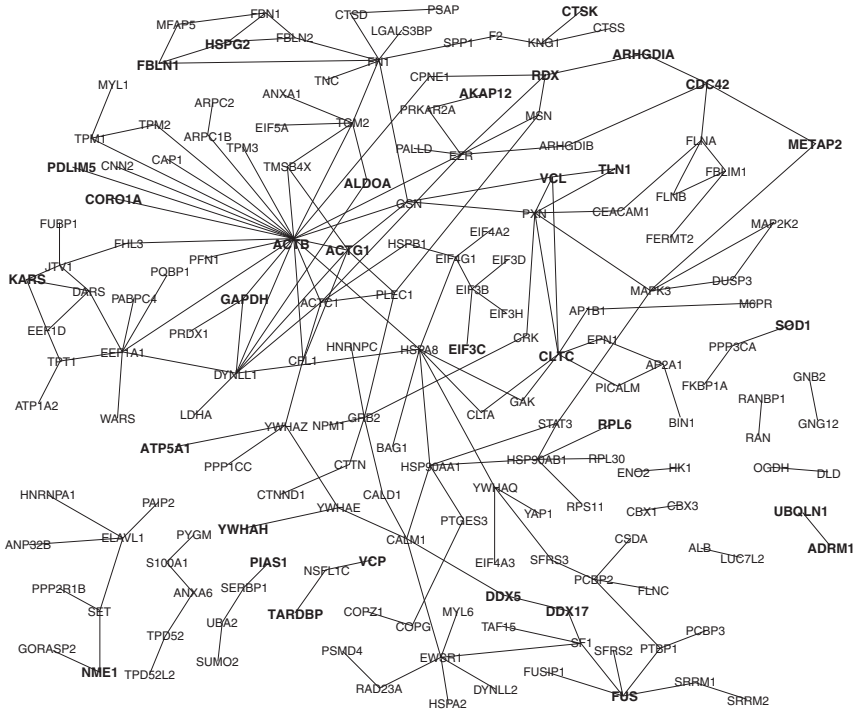 CTSD
PSAP
CTSK
FBN1
MFAP5
LGALS3BP
CTSS
F2
HSPG2
FBLN2
SPP1
KNG1
FBLN1
FN1
ARHGDIA
TNC
CPNE1
RDX
MYL1
CDC42
ANXA1
AKAP12
ARPC2
PRKAR2A
MSN
TPM2
EIF5A
TGM2
TPM1
ARPC1B
FLNA
METAP2
TPM3
PALLD
EZR
ARHGDIB
PDLIM5
CNN2
CAP1
TMSB4X
TLN1
FBLIM1
VCL
ALDOA
CORO1A
FLNB
GSN
PXN
CEACAM1
FUBP1
MAP2K2
EIF4A2
FERMT2
FHL3
ACTB
ACTG1
HSPB1
JTV1
PFN1
EIF4G1
EIF3D
KARS
PQBP1
DUSP3
DARS
PABPC4
GAPDH
ACTC1
PLEC1
EIF3B
MAPK3
M6PR
EIF3H
AP1B1
SOD1
EEF1D
PRDX1
CRK
EPN1
PPP3CA
TPT1
EEF1A1
HNRNPC
HSPA8
EIF3C
CLTC
CFL1
AP2A1
DYNLL1
PICALM
FKBP1A
GNB2
ATP1A2
GAK
RANBP1
WARS
LDHA
CLTA
YWHAZ
NPM1
GRB2
STAT3
RPL6
BIN1
GNG12
RAN
ATP5A1
BAG1
PPP1CC
CTTN
HSP90AA1
HSP90AB1
RPL30
ENO2
HK1
OGDH
DLD
YWHAQ
HNRNPA1
CTNND1
CALD1
PAIP2
YWHAE
RPS11
CBX3
CBX1
UBQLN1
YAP1
PTGES3
YWHAH
PYGM
ELAVL1
CALM1
CSDA
ANP32B
ALB
ADRM1
LUC7L2
S100A1
PIAS1
VCP
EIF4A3
SFRS3
NSFL1C
PCBP2
PPP2R1B
SERBP1
FLNC
ANXA6
DDX5
SET
TARDBP
COPZ1
MYL6
DDX17
UBA2
COPG
TAF15
PCBP3
TPD52
SF1
GORASP2
PSMD4
SFRS2
PTBP1
SUMO2
EWSR1
NME1
TPD52L2
FUSIP1
RAD23A
DYNLL2
SRRM1
FUS
HSPA2
SRRM2